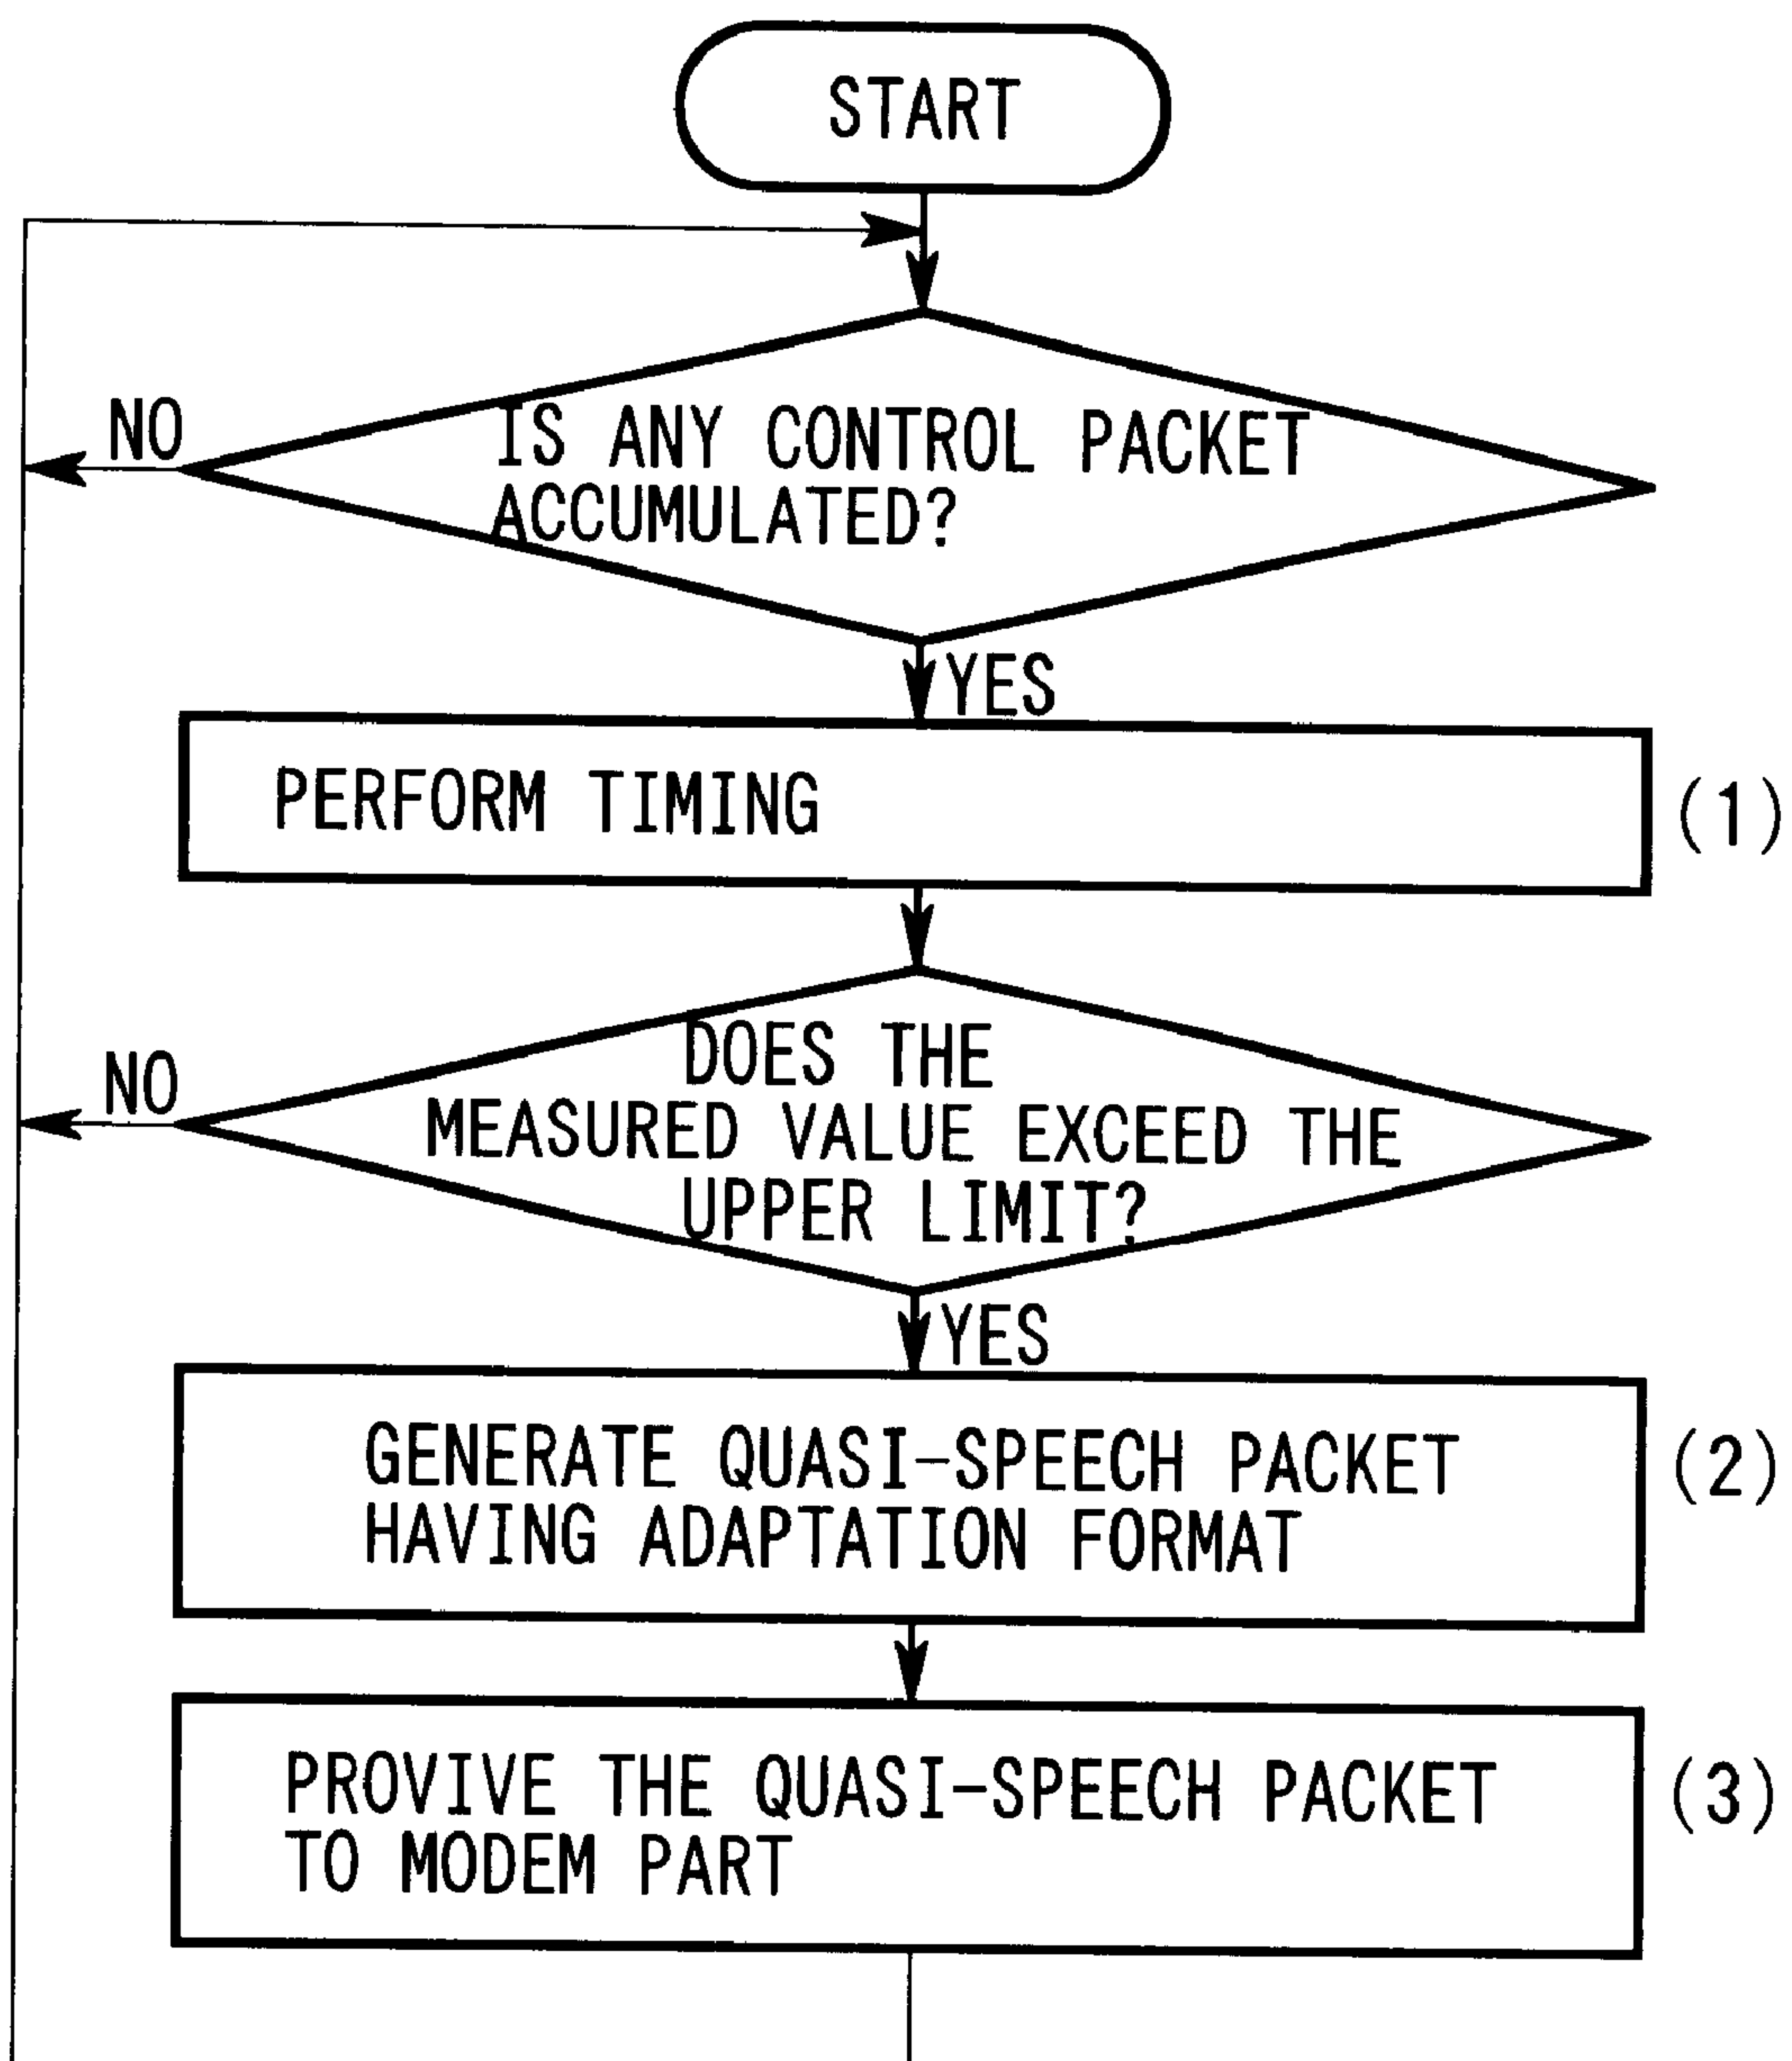 START
NO
IS ANY CONTROL PACKET
ACCUMULATED?
YES
PERFORM TIMING
(1)
DOES THE
NO
MEASURED VALUE EXCEED THE
UPPER LIMIT?
YES
GENERATE QUASI-SPEECH PACKET
HAVING ADAPTATION FORMAT
(2)
PROVIVE THE QUASI-SPEECH PACKET
TO MODEM PART
(3)